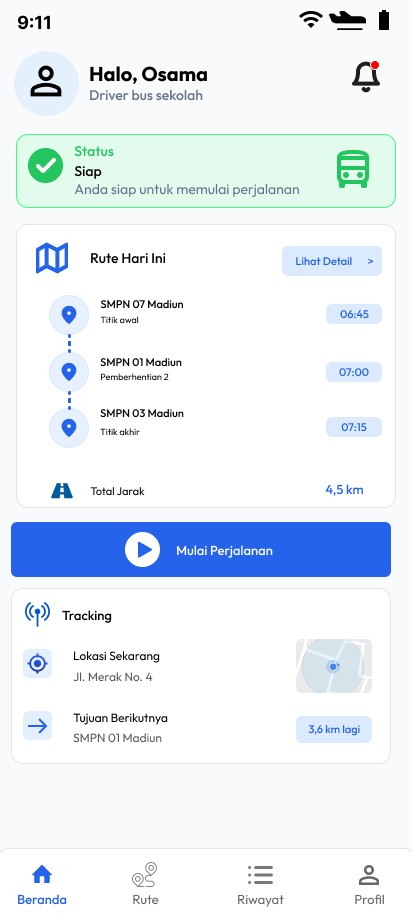 9:11
Halo, Osama
Driver bus sekolah
Status
Siap
Anda siap untuk memulai perjalanan
Rute Hari Ini
Lihat Detail >
SMPN 07 Madiun
Titik awal
06:45
SMPN 01 Madiun
Pemberhentian 2
07:00
SMPN 03 Madiun
Titik akhir
07:15
Total Jarak
4,5 km
Mulai Perjalanan
Tracking
Lokasi Sekarang
Jl. Merak No. 4
Tujuan Berikutnya
SMPN 01 Madiun
3,6 km lagi
Beranda
Rute
Riwayat
Profil